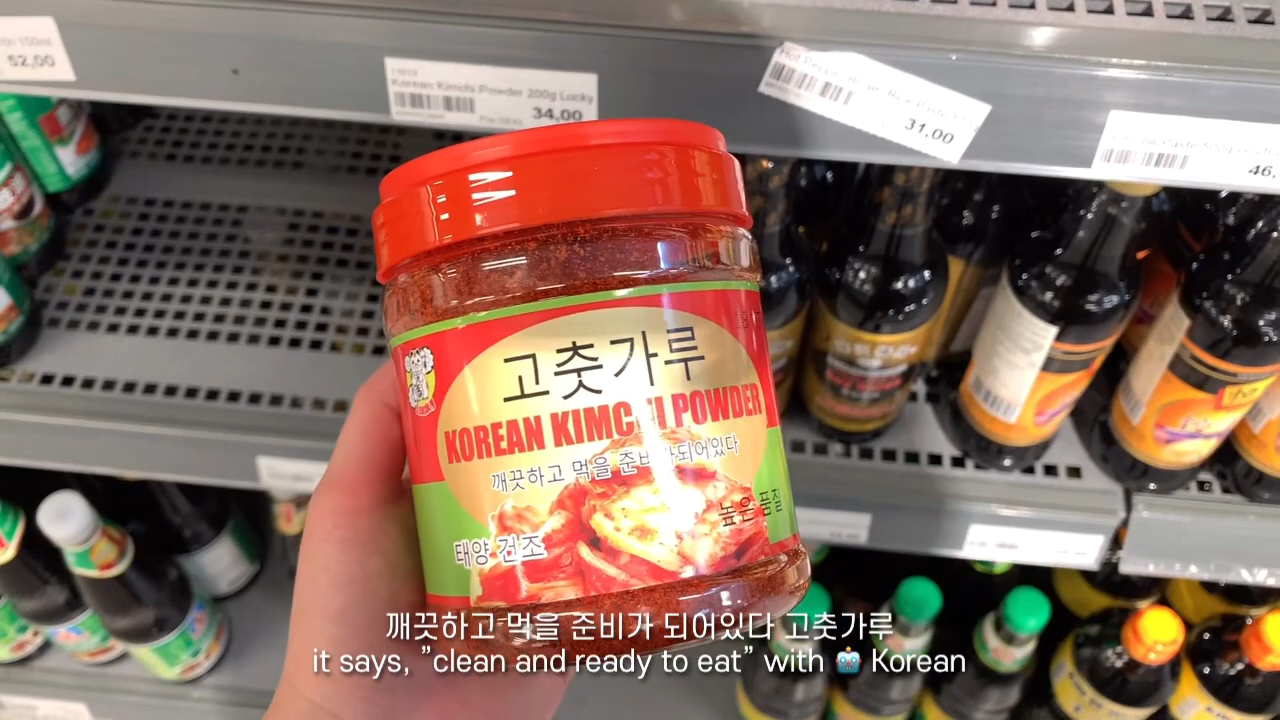 52,00
Korean Kimchi Powder 200g Lucky
34,00
31,00
46,
고춧가루
KOREAN KIMCHI POWDER
깨끗하고 먹을 준비가되어있다
높은 품질
태양 건조
깨끗하고 먹을 준비가 되어있다 고춧가루
it says, "clean and ready to eat" with 🤖 Korean